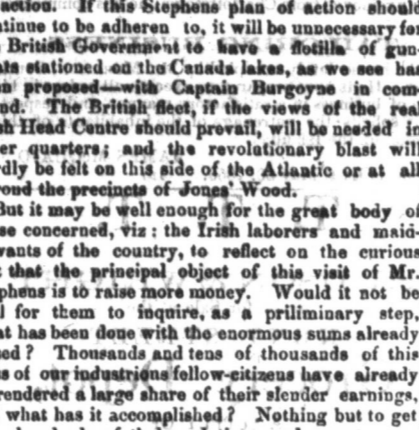 action. If this Stephens plan of action should
tinue to be adheren to, it will be unnecessary for
British Government to have a flotilla of gun
ats stationed on the Canada lakes, as we see has
n proposed—with Captain Burgoyne in com-
nd. The British fleet, if the views of the real
sh Head Centre should prevail, will be needed in
er quarters; and the revolutionary blast will
rdly be felt on this side of the Atlantic or at all
yond the precincts of Jones' Wood.
But it may be well enough for the great body of
se concerned, viz: the Irish laborers and maid-
vants of the country, to reflect on the curious
t that the principal object of this visit of Mr.
phens is to raise more money. Would it not be
l for them to inquire, as a priliminary step,
at has been done with the enormous sums already
sed? Thousands and tens of thousands of this
s of our industrious fellow-citizens have already
rendered a large share of their slender earnings,
what has it accomplished? Nothing but to get